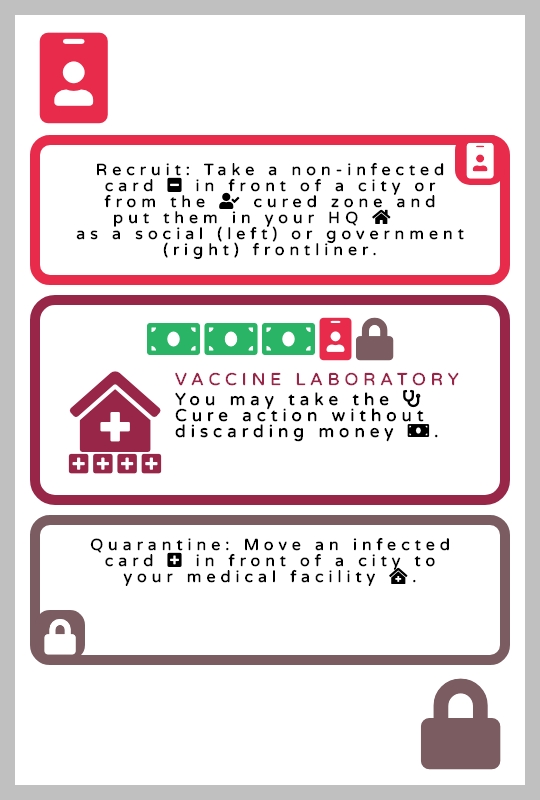 Recruit: Take a non-infected
card in front of a city or
from the cured zone and
put them in your HQ
as a social (left) or government
(right) frontliner.
VACCINE LABORATORY
You may take the
Cure action without
discarding money .
Quarantine: Move an infected
card in front of a city to
your medical facility .